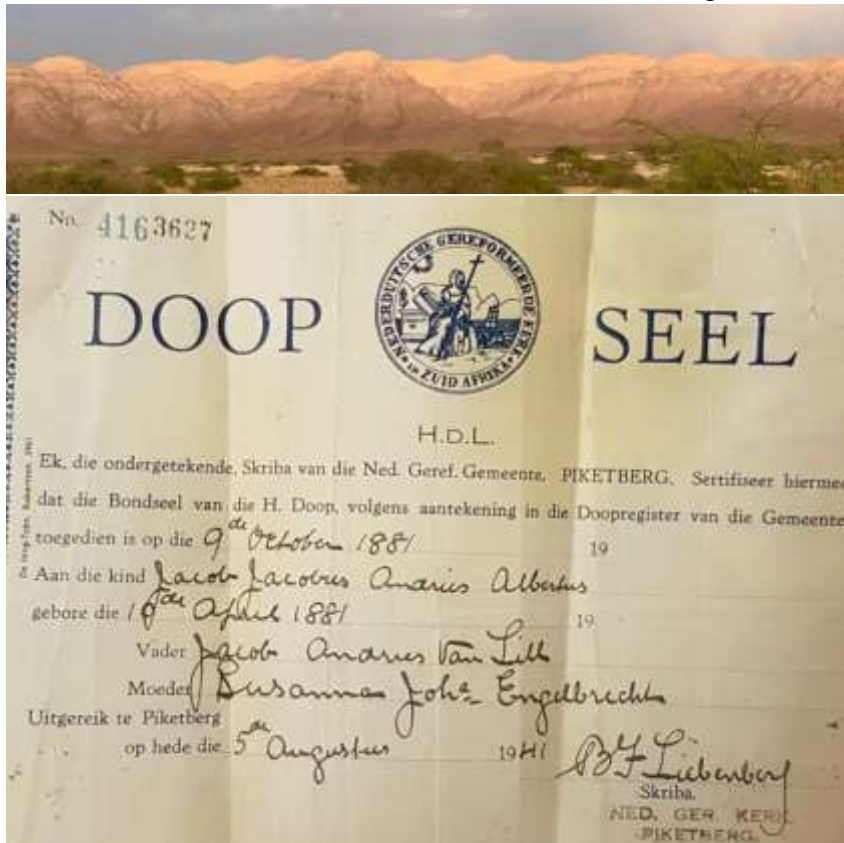 No. 4163627
NEDERDUITSCHE GEREFORMEERDE KERK
IN ZUID AFRIKA
DOOP SEEL
H.D.L.
Ek, die ondergetekende, Skriba van die Ned. Geref. Gemeente, PIKETBERG, Sertifiseer hiermee
dat die Bondseel van die H. Doop, volgens aantekening in die Doopregister van die Gemeente
toegedien is op die 9de October 1881 19
Aan die kind Jacob Jacobus Andries Albertus
gebore die de April 1881 19
Vader Jacob Andries Van Lill
Moeder Susanna Joha Engelbrecht
Uitgereik te Piketberg
op hede die 5de Augustus 1941
B F Liebenberg
Skriba.
NED. GER. KERK
PIKETBERG.